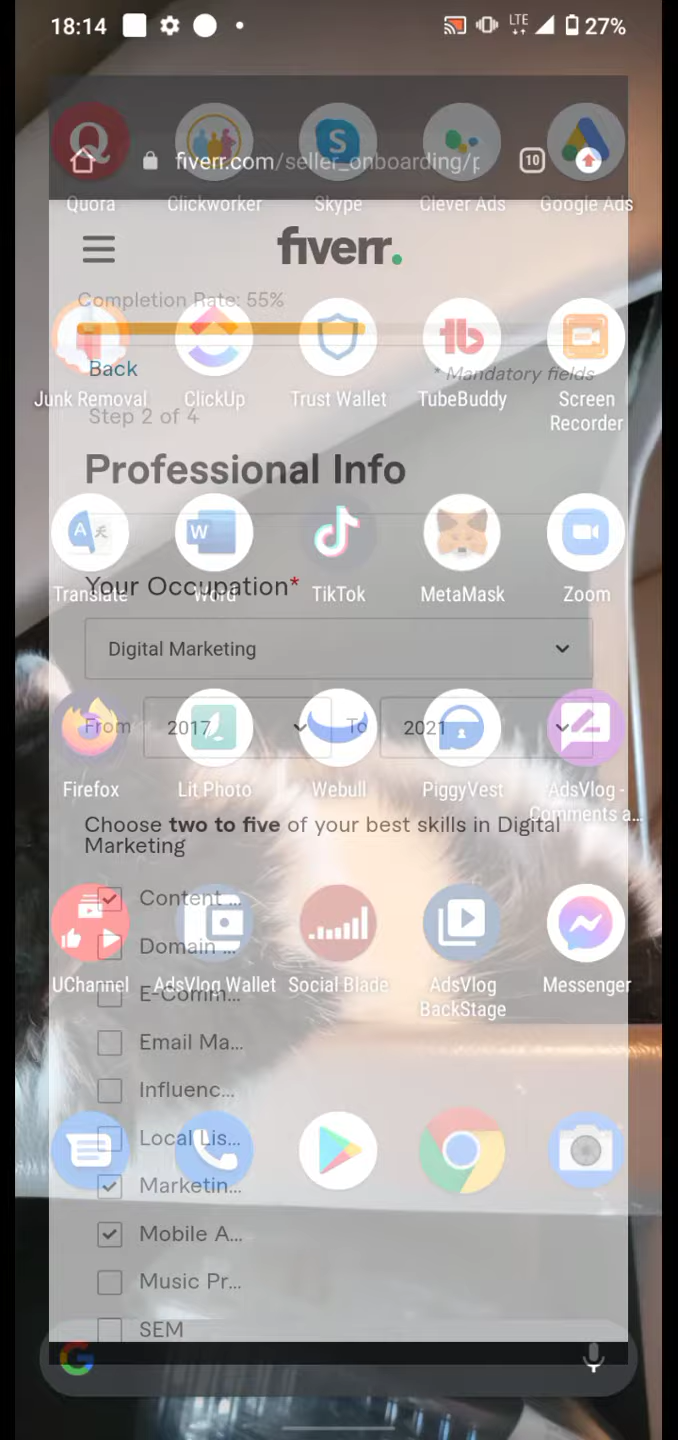 18:14 LTE 27%
fiverr.com/seller_onboarding/p 10
Quora Clickworker Skype Clever Ads Google Ads
fiverr.
Completion Rate: 55%
Back * Mandatory fields
Junk Removal ClickUp Trust Wallet TubeBuddy Screen Recorder
Step 2 of 4
Professional Info
Translate Word TikTok MetaMask Zoom
Your Occupation*
Digital Marketing
From 2017 To 2021
Firefox Lit Photo Webull PiggyVest AdsVlog - Comments a...
Choose two to five of your best skills in Digital
Marketing
Content ...
Domain ...
UChannel AdsVlog Wallet Social Blade AdsVlog BackStage Messenger
E-Comm...
Email Ma...
Influenc...
Local Lis...
Marketin...
Mobile A...
Music Pr...
SEM